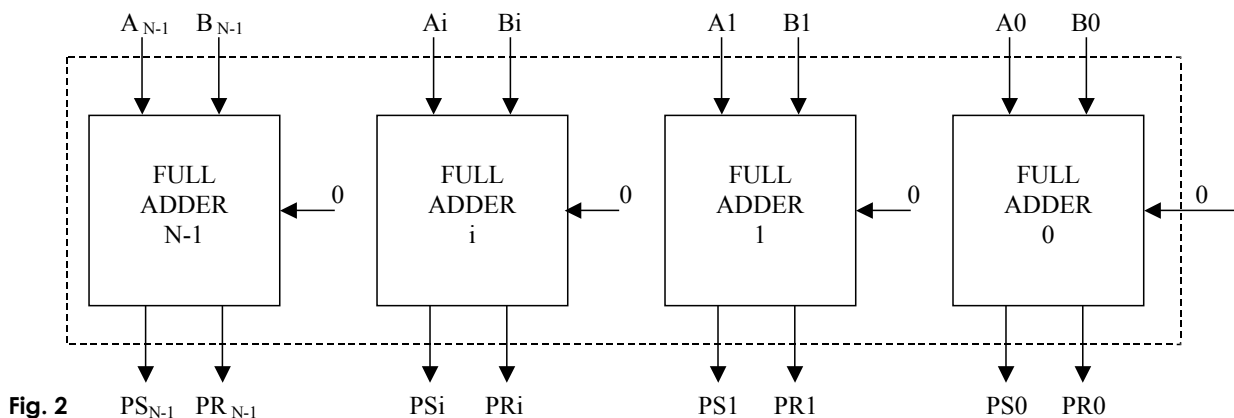 A N-1 B N-1 Ai Bi A1 B1 A0 B0
FULL ADDER N-1
0
FULL ADDER i
0
FULL ADDER 1
0
FULL ADDER 0
0
Fig. 2 PSN-1 PR N-1 PSi PRi PS1 PR1 PS0 PR0